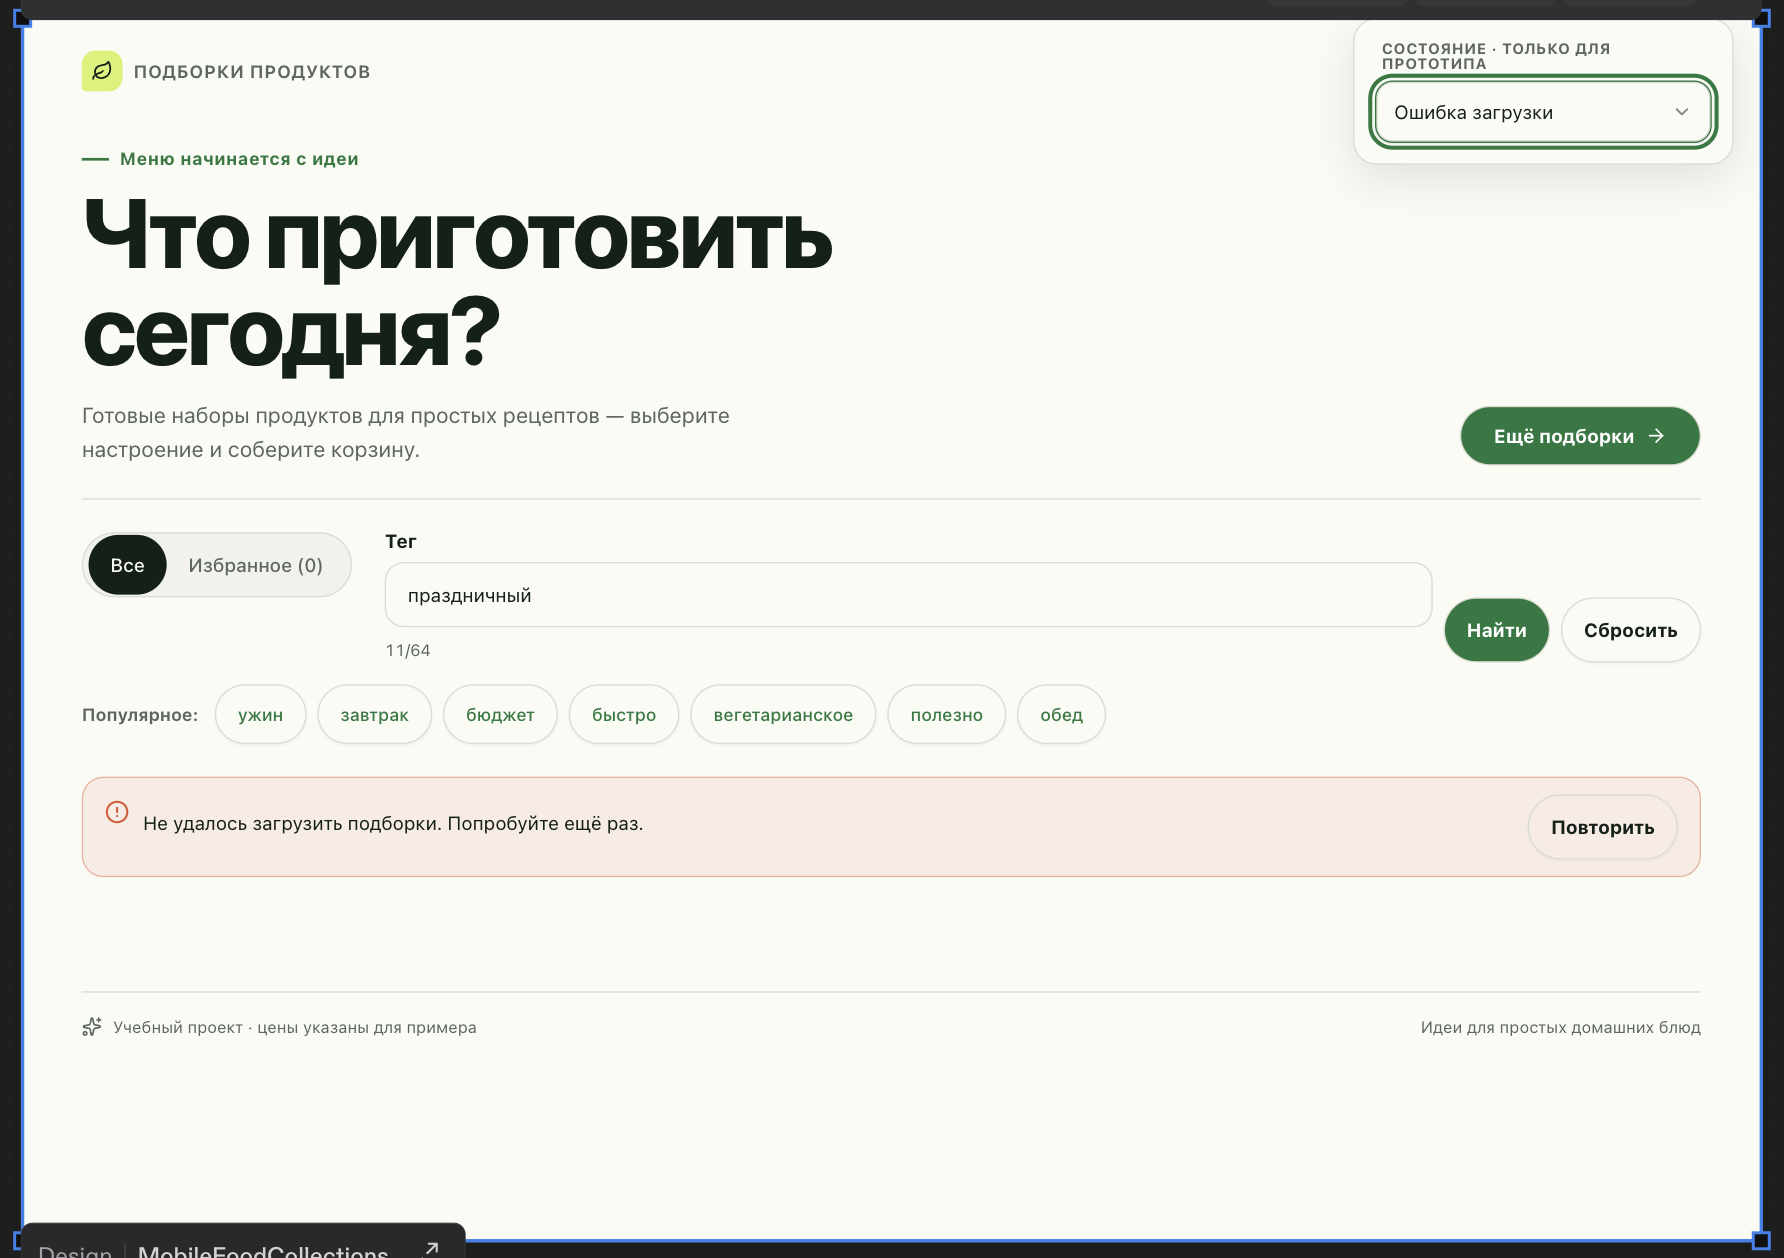 СОСТОЯНИЕ · ТОЛЬКО ДЛЯ
ПРОТОТИПА
Ошибка загрузки
ПОДБОРКИ ПРОДУКТОВ
Меню начинается с идеи
Что приготовить
сегодня?
Готовые наборы продуктов для простых рецептов — выберите
настроение и соберите корзину.
Ещё подборки
Все
Избранное (0)
Тег
праздничный
11/64
Найти
Сбросить
Популярное:
ужин
завтрак
бюджет
быстро
вегетарианское
полезно
обед
Не удалось загрузить подборки. Попробуйте ещё раз.
Повторить
Учебный проект · цены указаны для примера
Идеи для простых домашних блюд
Design
MobileFoodCollections